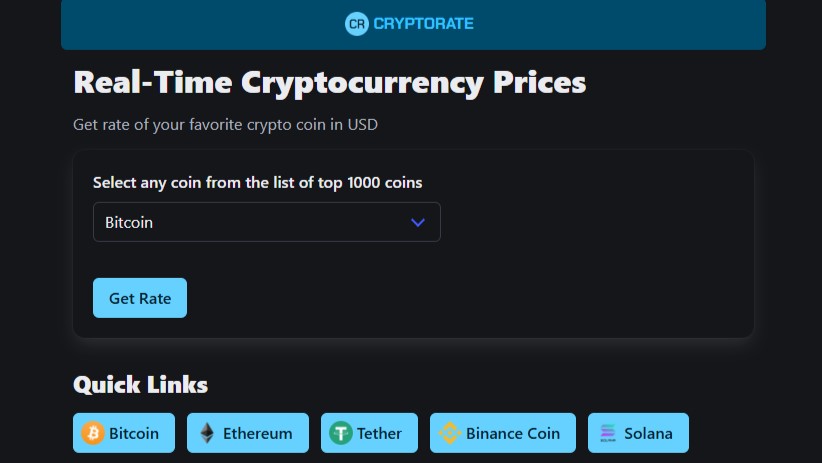 CR CRYPTORATE
Real-Time Cryptocurrency Prices
Get rate of your favorite crypto coin in USD
Select any coin from the list of top 1000 coins
Bitcoin
Get Rate
Quick Links
Bitcoin Ethereum Tether Binance Coin Solana